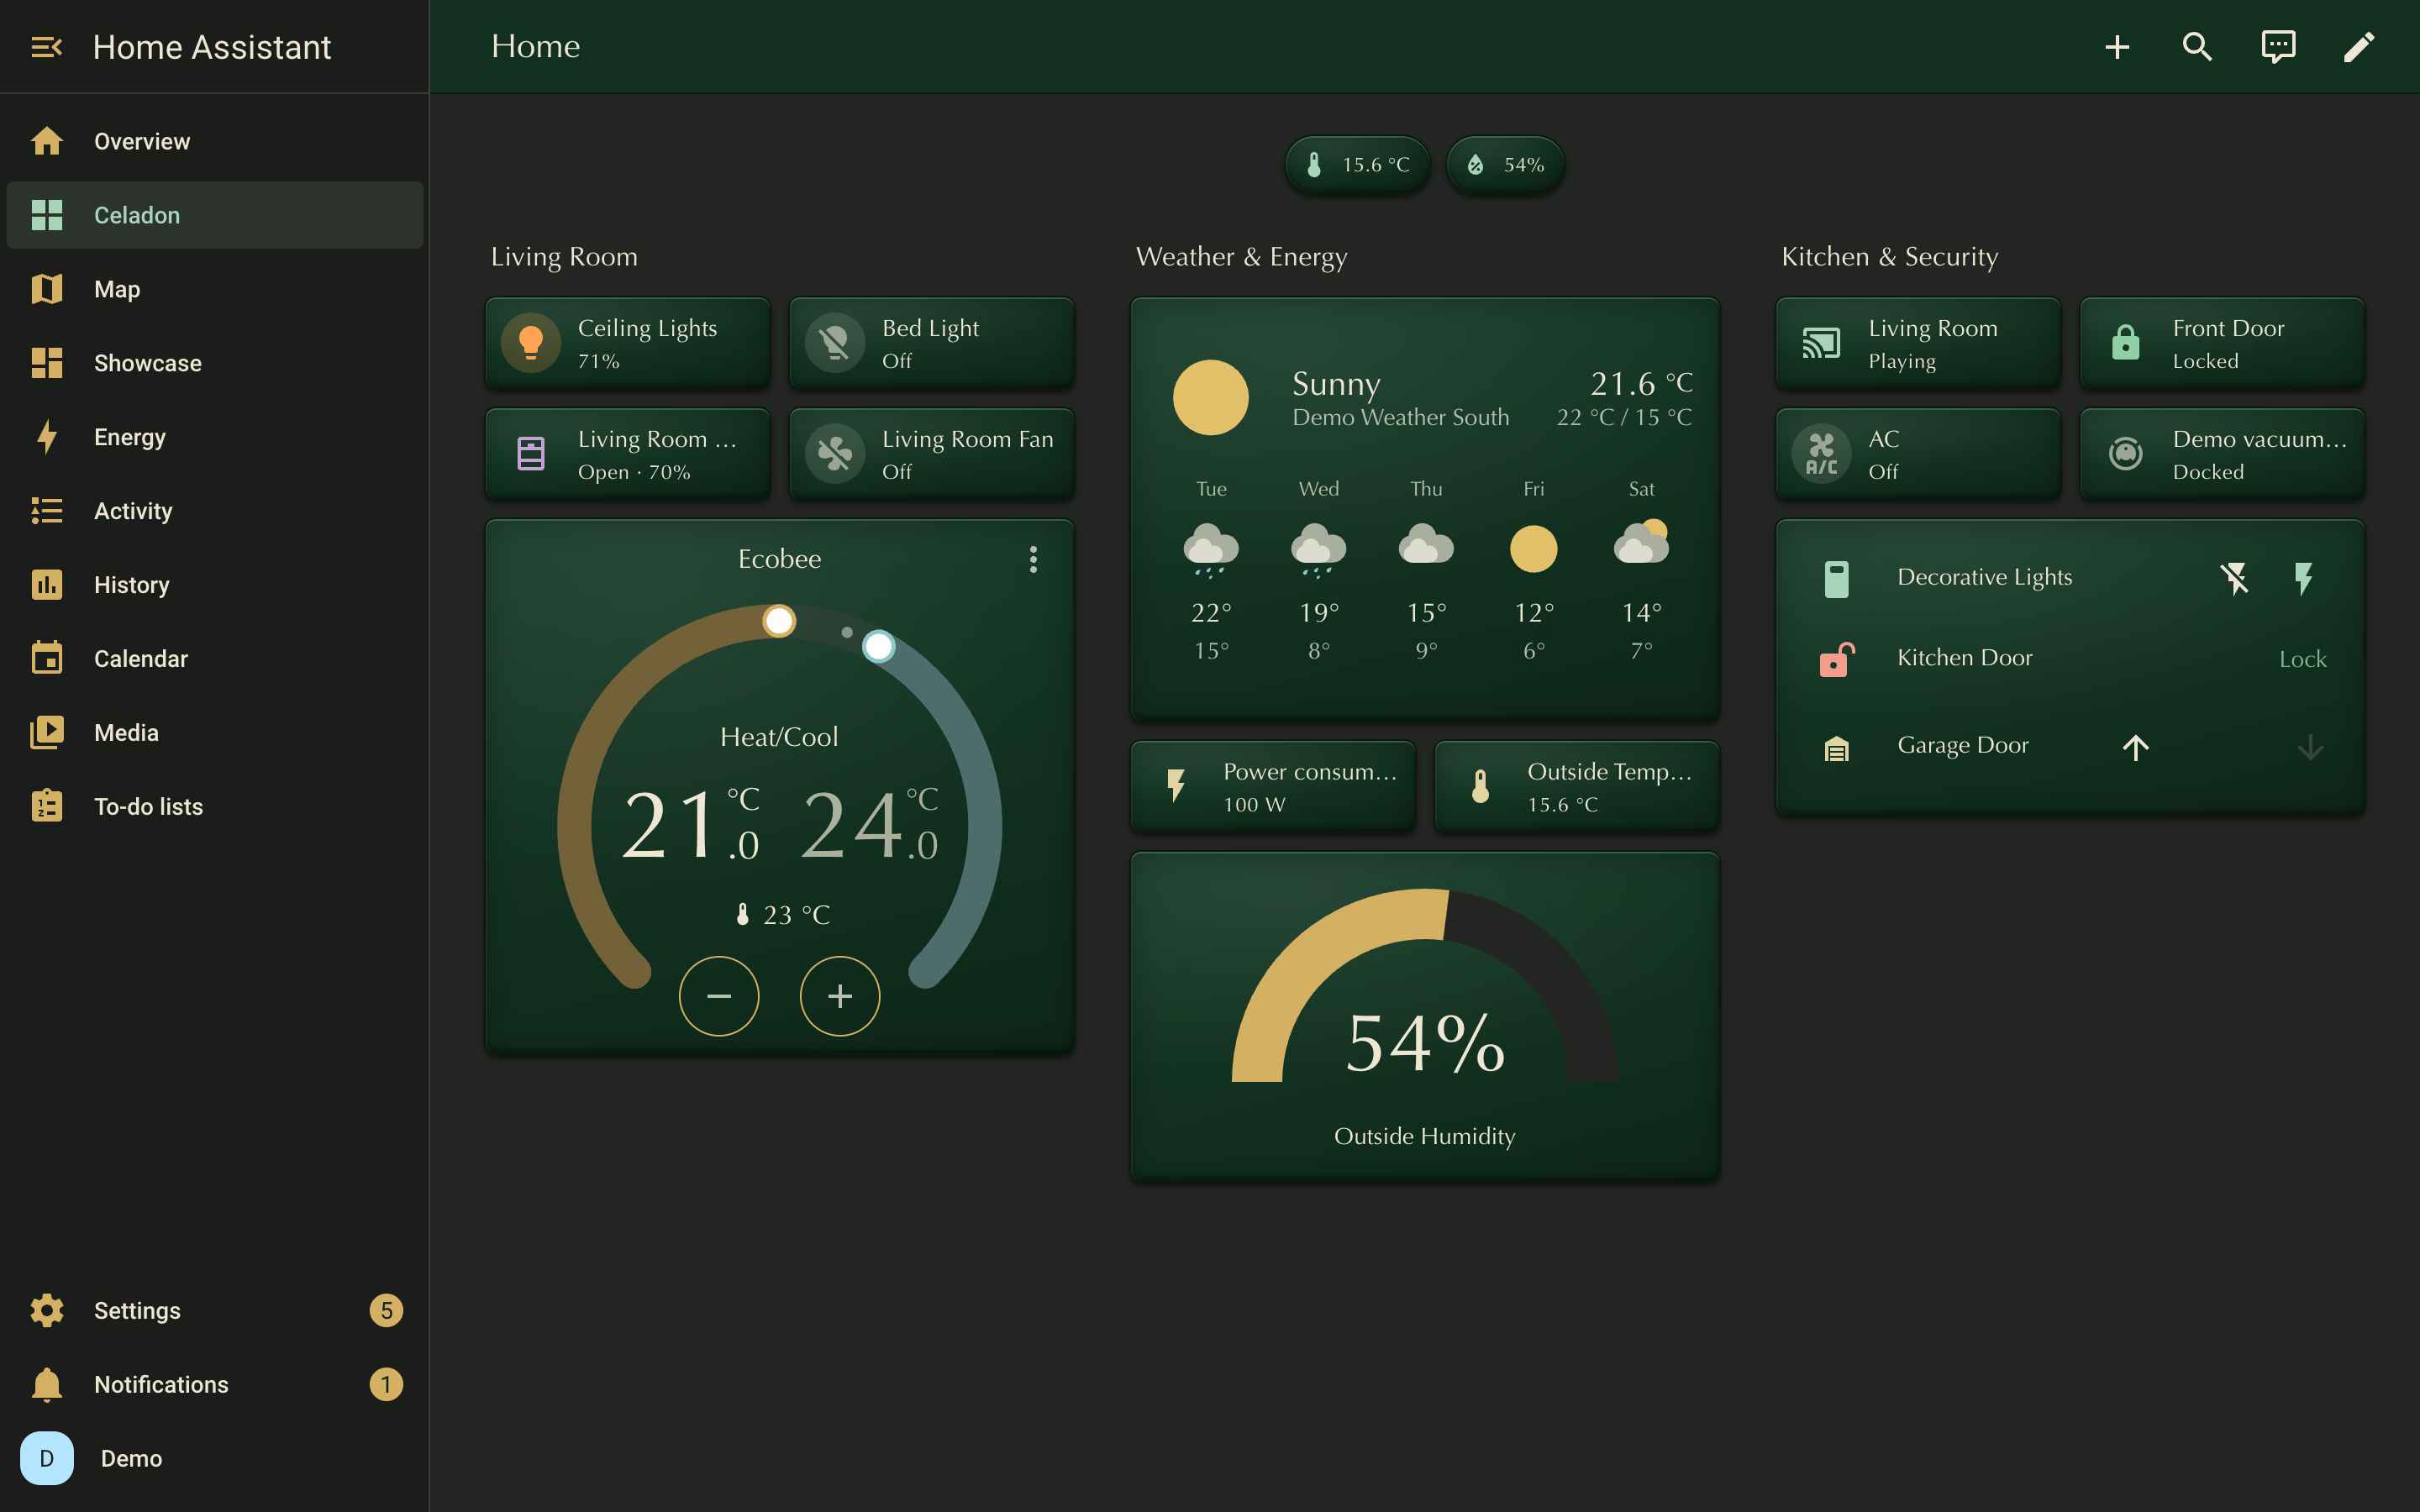 Home Assistant
Overview
Celadon
Map
Showcase
Energy
Activity
History
Calendar
Media
To-do lists
Settings
5
Notifications
1
D
Demo
Home
15.6 °C
54%
Living Room
Ceiling Lights
71%
Bed Light
Off
Living Room ...
Open · 70%
Living Room Fan
Off
Ecobee
Heat/Cool
21.0 °C 24.0 °C
23 °C
Weather & Energy
Sunny
21.6 °C
Demo Weather South
22 °C / 15 °C
Tue Wed Thu Fri Sat
22° 19° 15° 12° 14°
15° 8° 9° 6° 7°
Power consum...
100 W
Outside Temp...
15.6 °C
54%
Outside Humidity
Kitchen & Security
Living Room
Playing
Front Door
Locked
A/C
AC
Off
Demo vacuum...
Docked
Decorative Lights
Kitchen Door
Lock
Garage Door